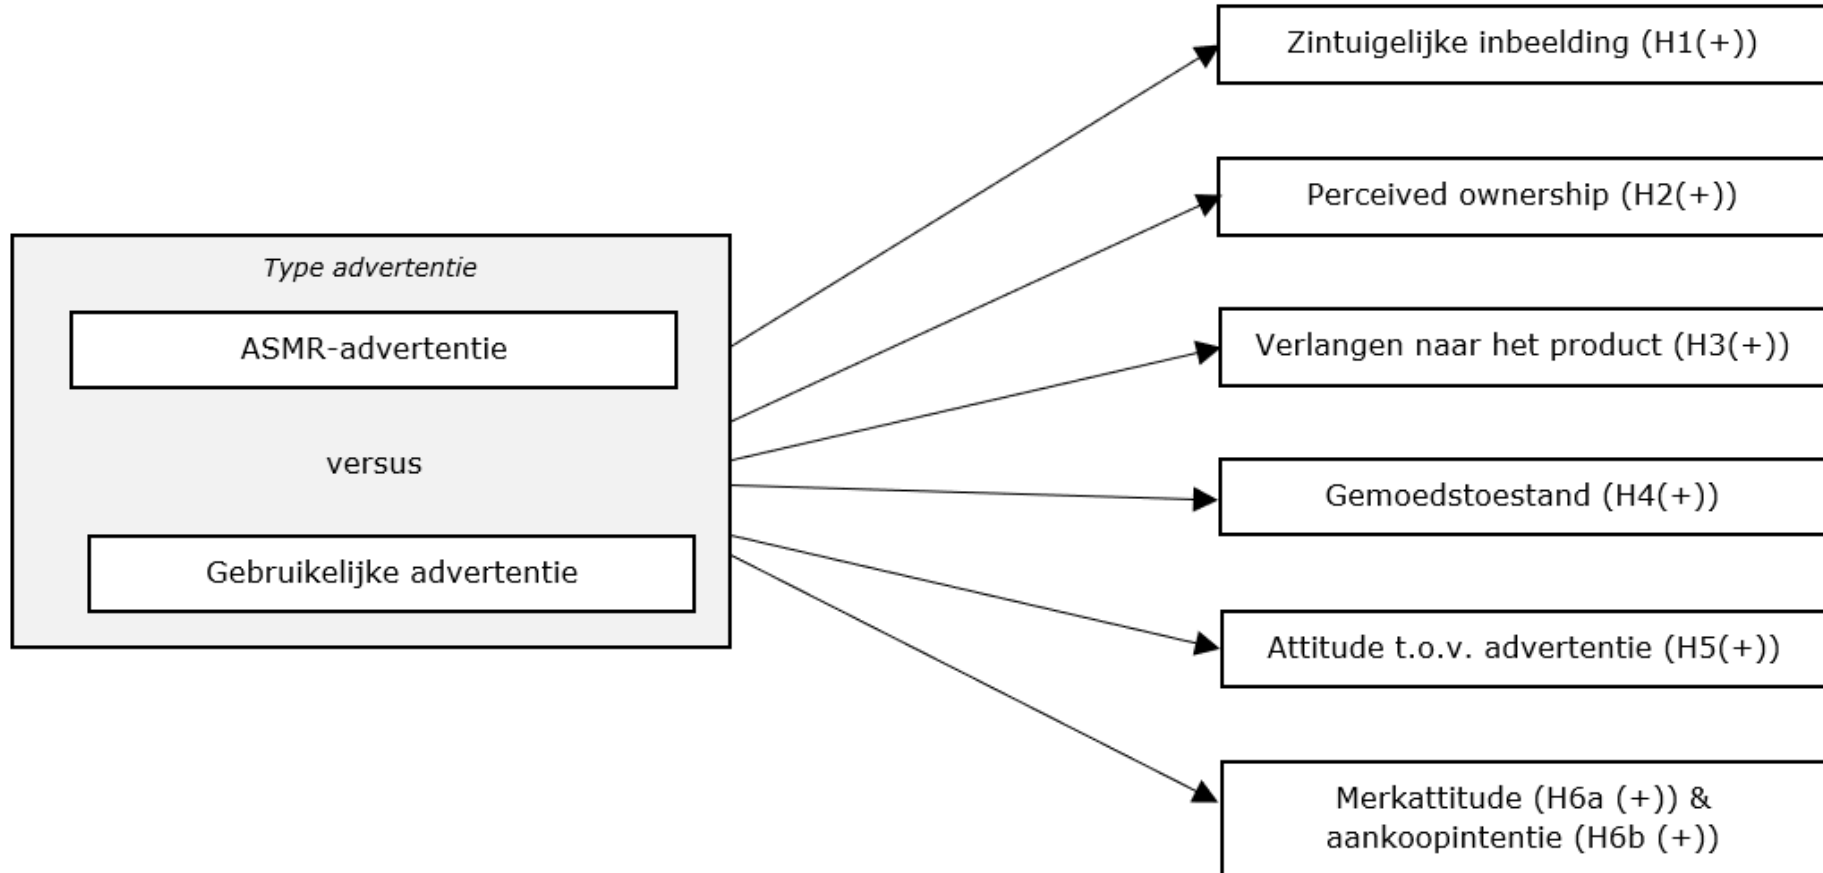 Type advertentie
ASMR-advertentie
versus
Gebruikelijke advertentie
Zintuigelijke inbeelding (H1(+))
Perceived ownership (H2(+))
Verlangen naar het product (H3(+))
Gemoedstoestand (H4(+))
Attitude t.o.v. advertentie (H5(+))
Merkattitude (H6a (+)) &
aankoopintentie (H6b (+))